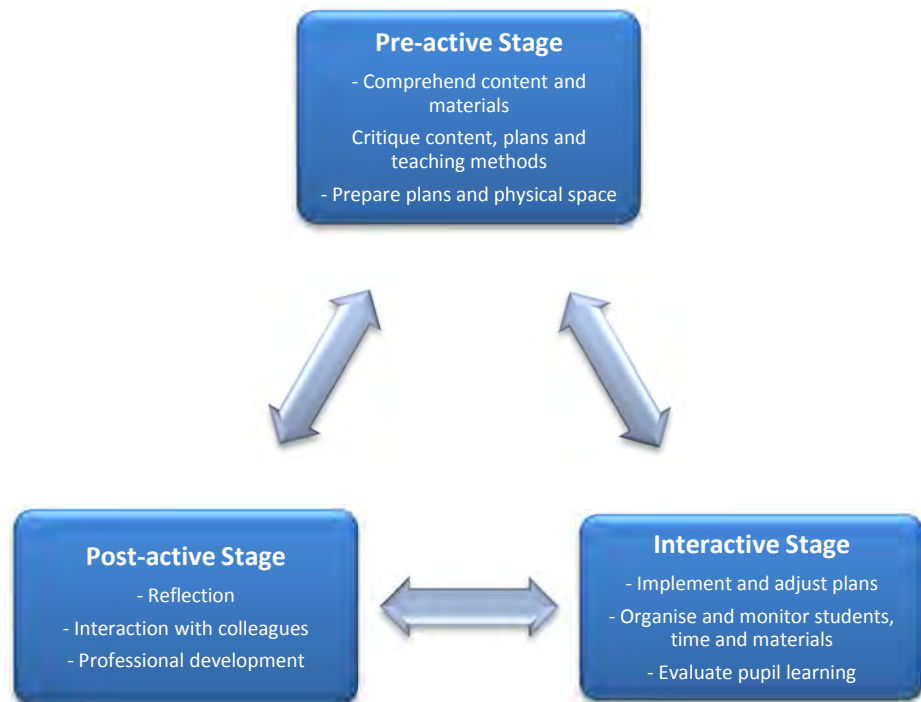 Pre-active Stage
- Comprehend content and
materials
Critique content, plans and
teaching methods
- Prepare plans and physical space
Post-active Stage
- Reflection
- Interaction with colleagues
- Professional development
Interactive Stage
- Implement and adjust plans
- Organise and monitor students,
time and materials
- Evaluate pupil learning